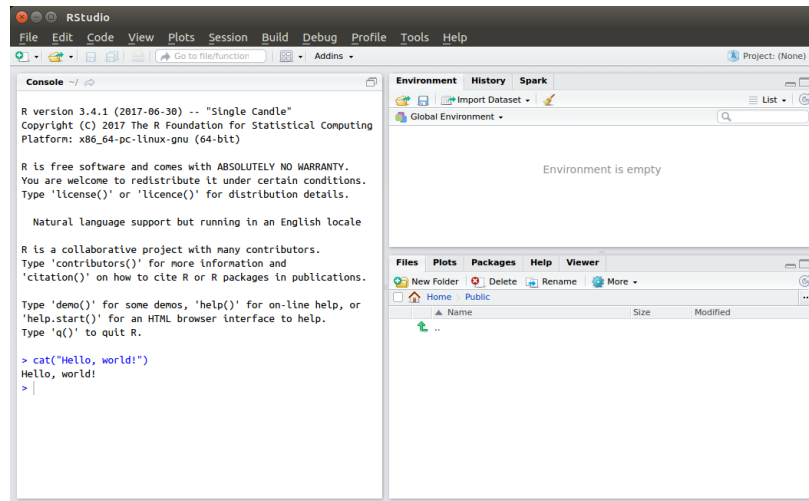 RStudio
File Edit Code View Plots Session Build Debug Profile Tools Help
Go to file/function Addins Project: (None)
Console ~/
R version 3.4.1 (2017-06-30) -- "Single Candle"
Copyright (C) 2017 The R Foundation for Statistical Computing
Platform: x86_64-pc-linux-gnu (64-bit)
R is free software and comes with ABSOLUTELY NO WARRANTY.
You are welcome to redistribute it under certain conditions.
Type 'license()' or 'licence()' for distribution details.
Natural language support but running in an English locale
R is a collaborative project with many contributors.
Type 'contributors()' for more information and
'citation()' on how to cite R or R packages in publications.
Type 'demo()' for some demos, 'help()' for on-line help, or
'help.start()' for an HTML browser interface to help.
Type 'q()' to quit R.
> cat("Hello, world!")
Hello, world!
>
Environment History Spark
Import Dataset List
Global Environment
Environment is empty
Files Plots Packages Help Viewer
New Folder Delete Rename More
Home Public
Name Size Modified
..